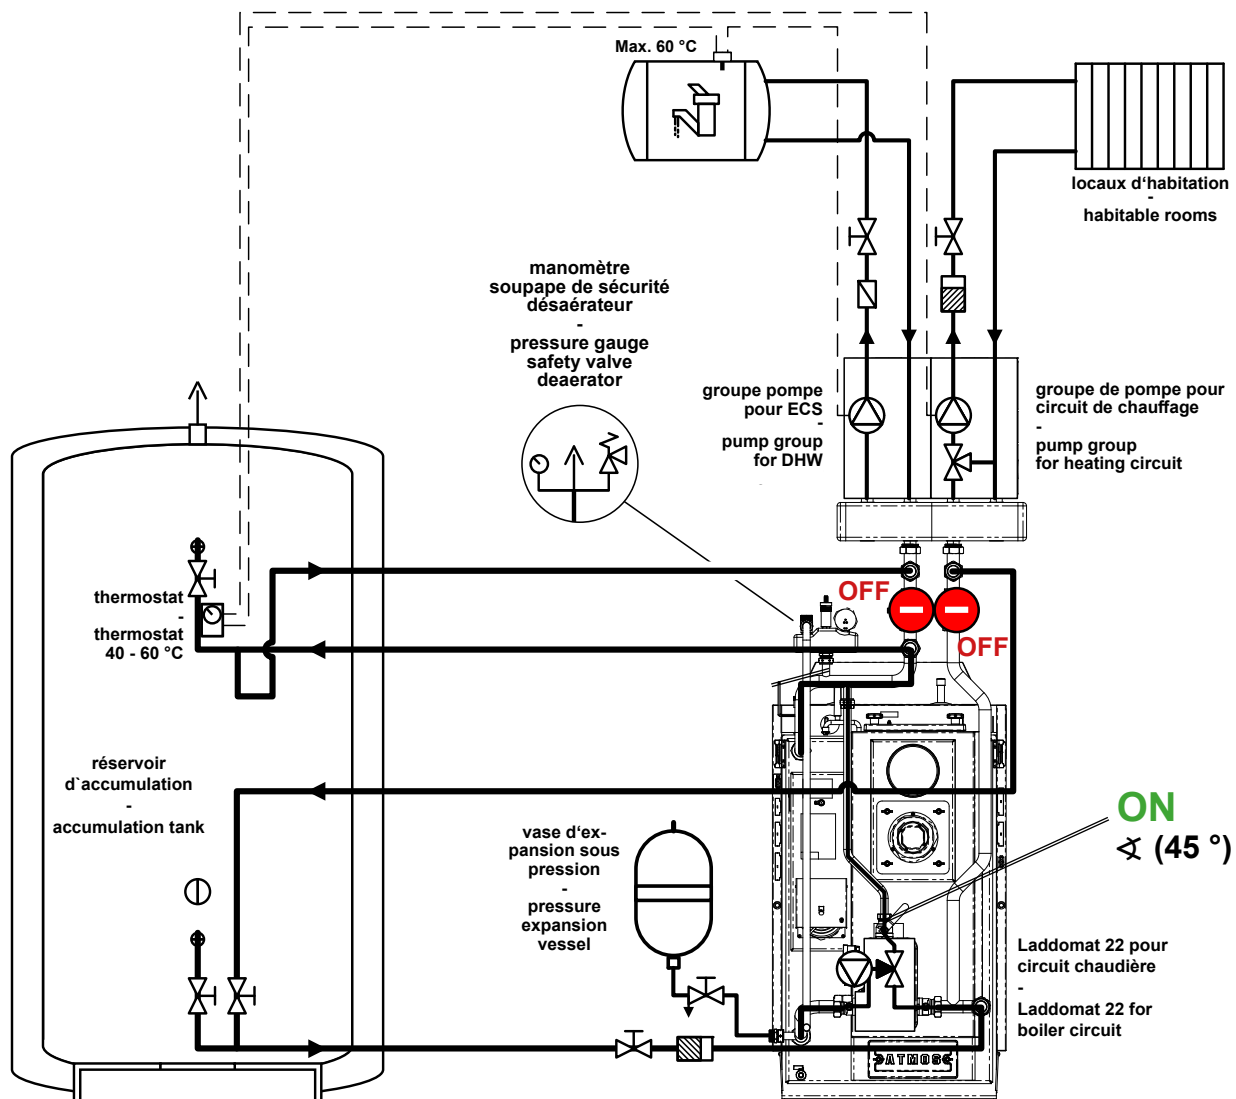 Max. 60 °C
locaux d‘habitation
-
habitable rooms
manomètre
soupape de sécurité
désaérateur
-
pressure gauge
safety valve
deaerator
groupe pompe
pour ECS
-
pump group
for DHW
groupe de pompe pour
circuit de chauffage
-
pump group
for heating circuit
thermostat
-
thermostat
40 - 60 °C
OFF
OFF
réservoir
d`accumulation
-
accumulation tank
vase d‘ex-
pansion sous
pression
-
pressure
expansion
vessel
ON
∢ (45 °)
Laddomat 22 pour
circuit chaudière
-
Laddomat 22 for
boiler circuit
ATMOS